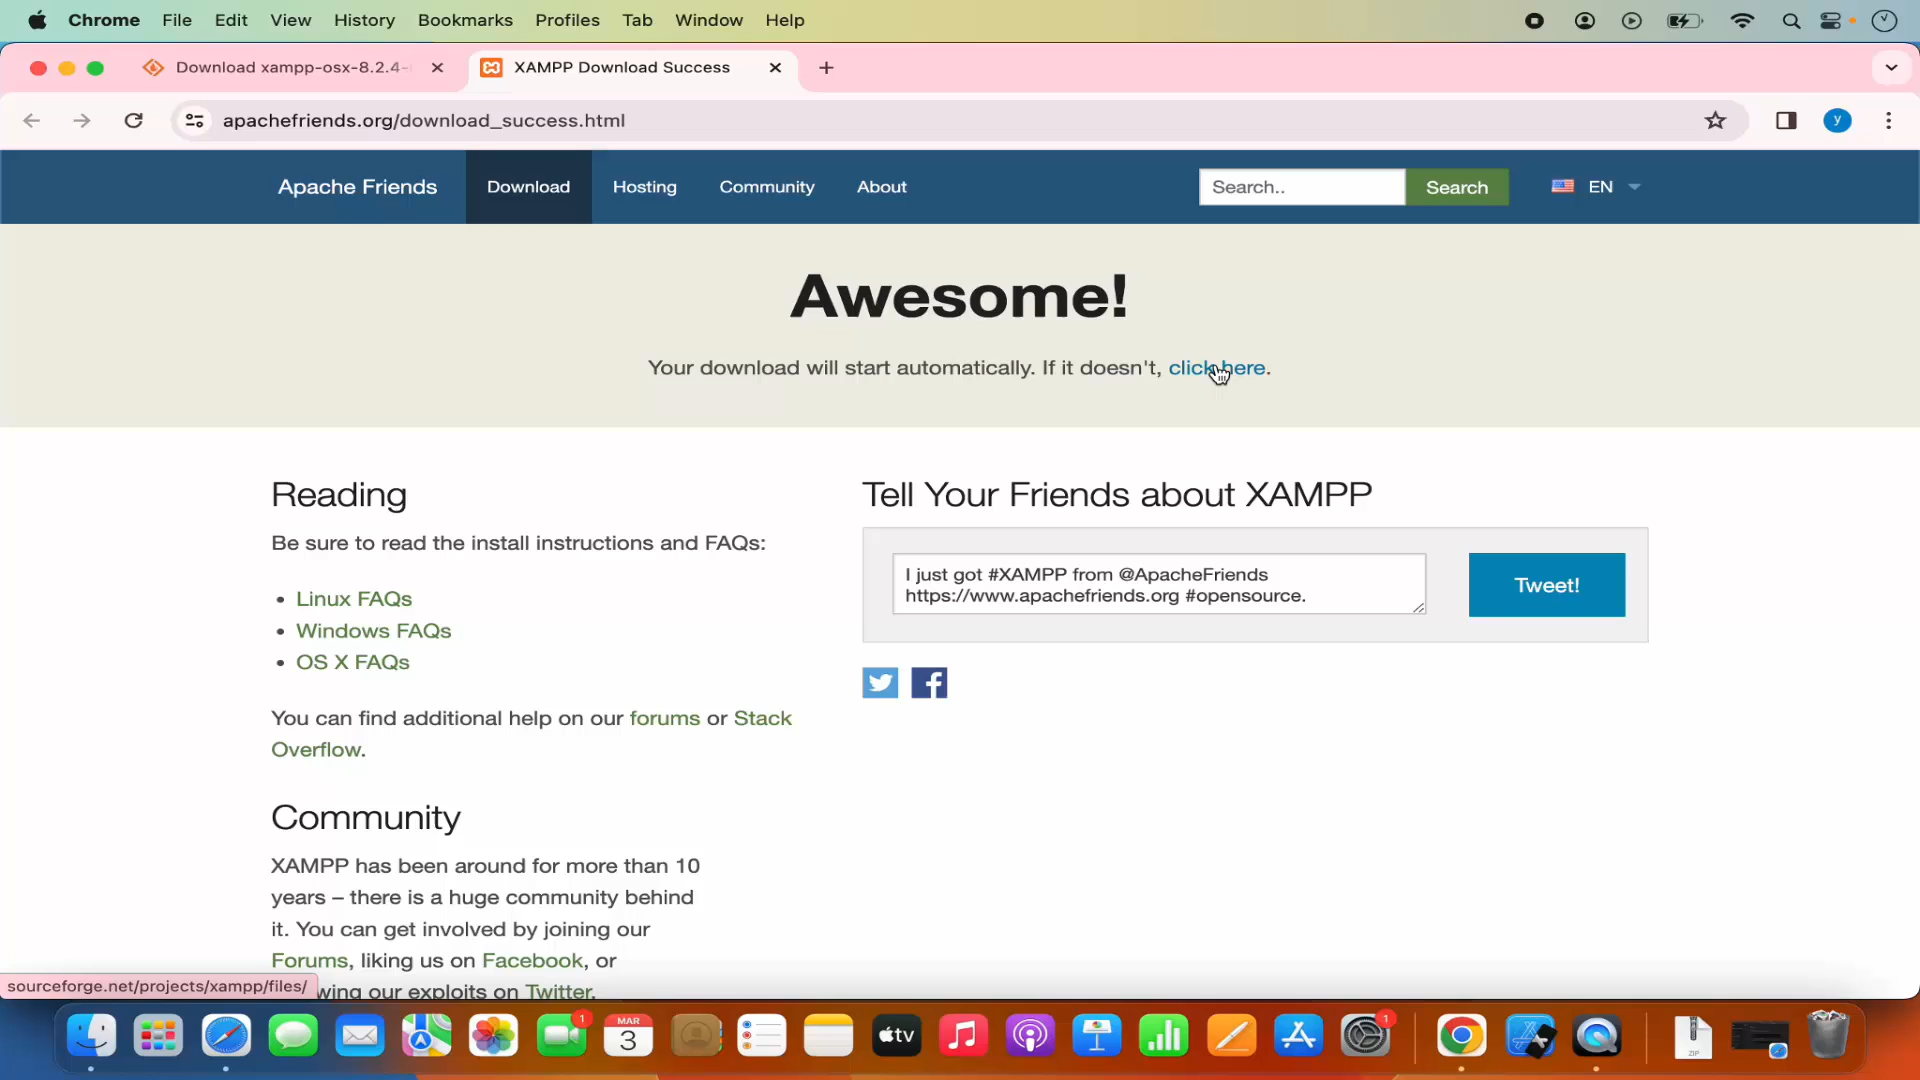 Chrome File Edit View History Bookmarks Profiles Tab Window Help
Download xampp-osx-8.2.4- XAMPP Download Success
apachefriends.org/download_success.html y
Apache Friends Download Hosting Community About Search.. Search EN
Awesome!
Your download will start automatically. If it doesn't, click here.
Reading
Be sure to read the install instructions and FAQs:
• Linux FAQs
• Windows FAQs
• OS X FAQs
You can find additional help on our forums or Stack
Overflow.
Tell Your Friends about XAMPP
I just got #XAMPP from @ApacheFriends
https://www.apachefriends.org #opensource.
Tweet!
Community
XAMPP has been around for more than 10
years – there is a huge community behind
it. You can get involved by joining our
Forums, liking us on Facebook, or
wing our exploits on Twitter.
sourceforge.net/projects/xampp/files/
1
MAR
3
tv
1
ZIP